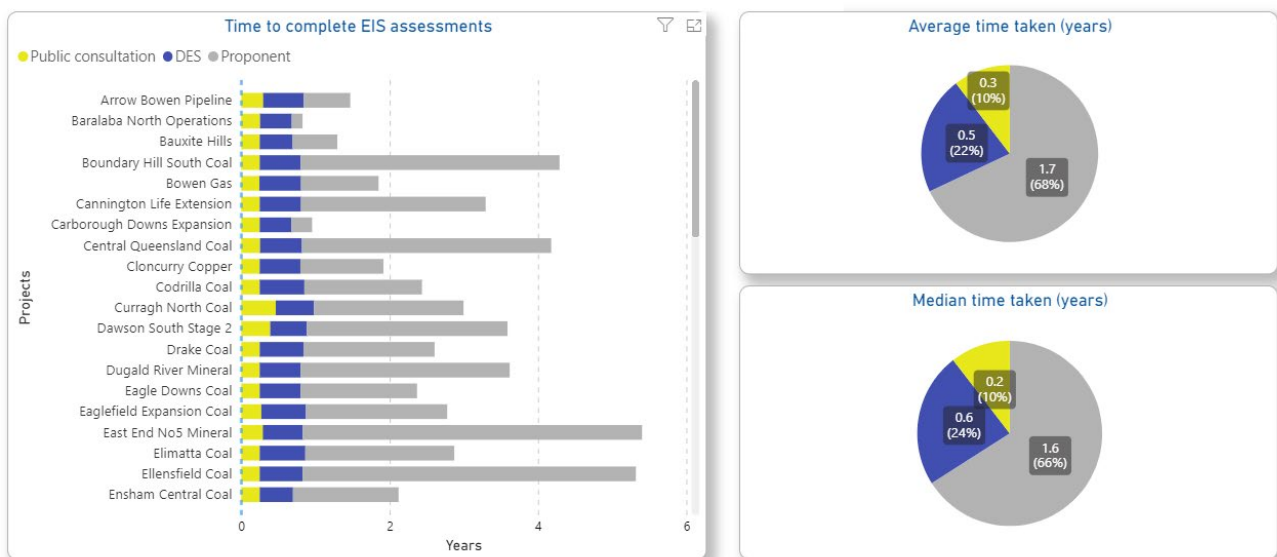 Time to complete EIS assessments
Public consultation DES Proponent
Projects
Arrow Bowen Pipeline
Baralaba North Operations
Bauxite Hills
Boundary Hill South Coal
Bowen Gas
Cannington Life Extension
Carborough Downs Expansion
Central Queensland Coal
Cloncurry Copper
Codrilla Coal
Curragh North Coal
Dawson South Stage 2
Drake Coal
Dugald River Mineral
Eagle Downs Coal
Eaglefield Expansion Coal
East End No5 Mineral
Elimatta Coal
Ellensfield Coal
Ensham Central Coal
0 2 4 6
Years
Average time taken (years)
0.3
(10%)
0.5
(22%)
1.7
(68%)
Median time taken (years)
0.2
(10%)
0.6
(24%)
1.6
(66%)